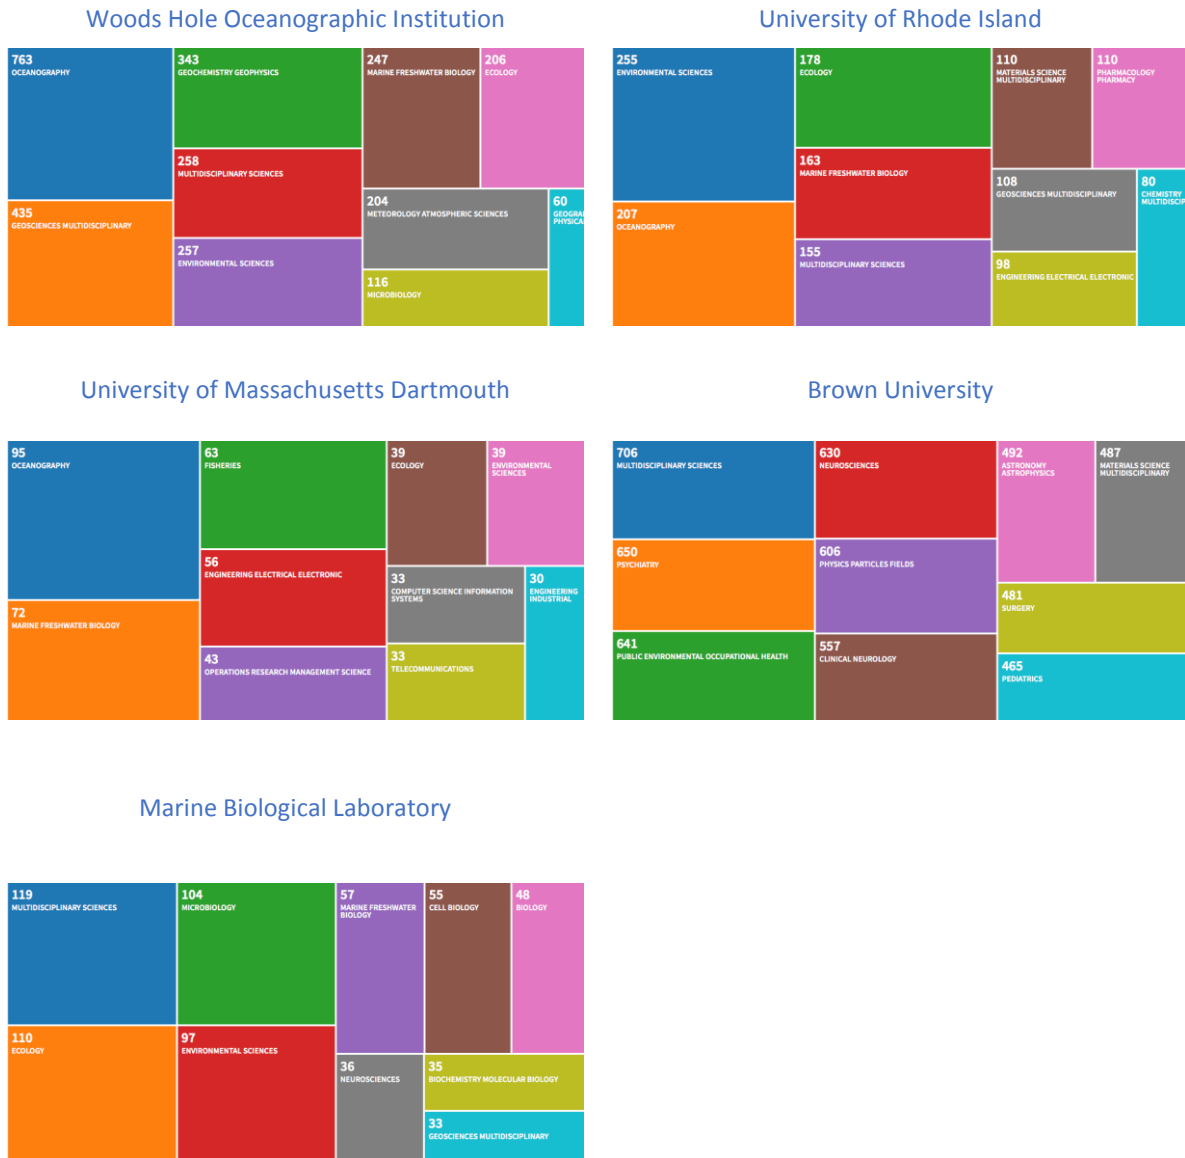 Woods Hole Oceanographic Institution
763
OCEANOGRAPHY
435
GEOSCIENCES MULTIDISCIPLINARY
343
GEOCHEMISTRY GEOPHYSICS
258
MULTIDISCIPLINARY SCIENCES
257
ENVIRONMENTAL SCIENCES
247
MARINE FRESHWATER BIOLOGY
206
ECOLOGY
204
METEOROLOGY ATMOSPHERIC SCIENCES
116
MICROBIOLOGY
60
GEOGRA
PHYSICA
University of Rhode Island
255
ENVIRONMENTAL SCIENCES
207
OCEANOGRAPHY
178
ECOLOGY
163
MARINE FRESHWATER BIOLOGY
155
MULTIDISCIPLINARY SCIENCES
110
MATERIALS SCIENCE
MULTIDISCIPLINARY
110
PHARMACOLOGY
PHARMACY
108
GEOSCIENCES MULTIDISCIPLINARY
98
ENGINEERING ELECTRICAL ELECTRONIC
80
CHEMISTRY
MULTIDISCIP
University of Massachusetts Dartmouth
95
OCEANOGRAPHY
72
MARINE FRESHWATER BIOLOGY
63
FISHERIES
56
ENGINEERING ELECTRICAL ELECTRONIC
43
OPERATIONS RESEARCH MANAGEMENT SCIENCE
39
ECOLOGY
39
ENVIRONMENTAL
SCIENCES
33
COMPUTER SCIENCE INFORMATION
SYSTEMS
33
TELECOMMUNICATIONS
30
ENGINEERING
INDUSTRIAL
Brown University
706
MULTIDISCIPLINARY SCIENCES
650
PSYCHIATRY
641
PUBLIC ENVIRONMENTAL OCCUPATIONAL HEALTH
630
NEUROSCIENCES
606
PHYSICS PARTICLES FIELDS
557
CLINICAL NEUROLOGY
492
ASTRONOMY
ASTROPHYSICS
487
MATERIALS SCIENCE
MULTIDISCIPLINARY
481
SURGERY
465
PEDIATRICS
Marine Biological Laboratory
119
MULTIDISCIPLINARY SCIENCES
110
ECOLOGY
104
MICROBIOLOGY
97
ENVIRONMENTAL SCIENCES
57
MARINE FRESHWATER
BIOLOGY
55
CELL BIOLOGY
48
BIOLOGY
36
NEUROSCIENCES
35
BIOCHEMISTRY MOLECULAR BIOLOGY
33
GEOSCIENCES MULTIDISCIPLINARY